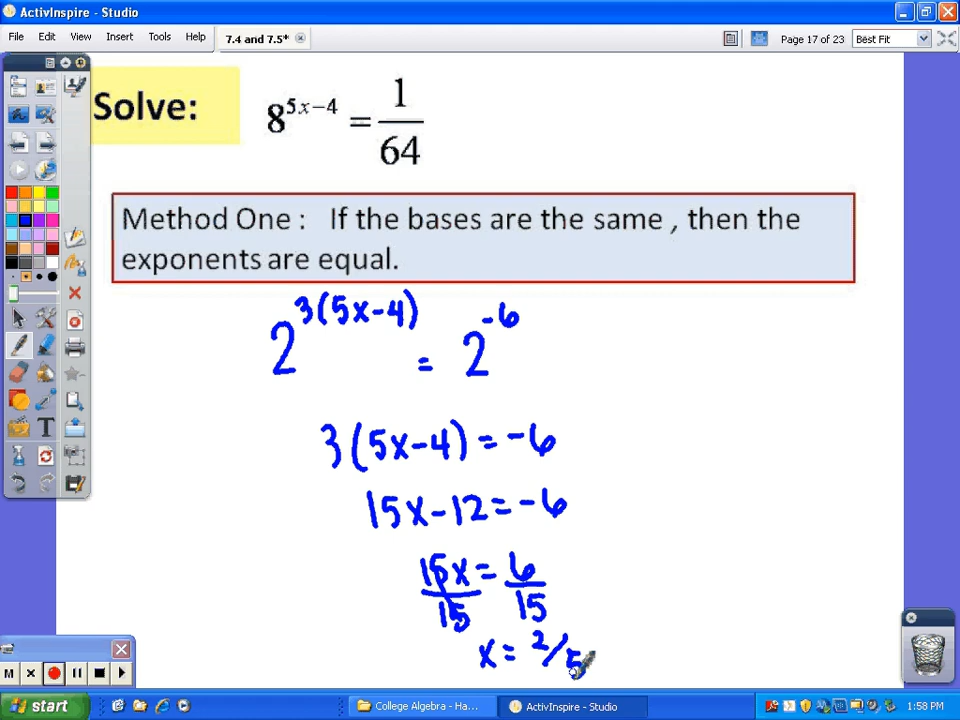 ActivInspire - Studio
File Edit View Insert Tools Help 7.4 and 7.5* Page 17 of 23 Best Fit
Solve: 8^{5x-4} = 1/64
Method One : If the bases are the same , then the
exponents are equal.
2^{3(5x-4)} = 2^{-6}
3(5x-4) = -6
15x-12 = -6
15x/15 = 6/15
x = 2/5
M
start College Algebra - Ha... ActivInspire - Studio 1:58 PM